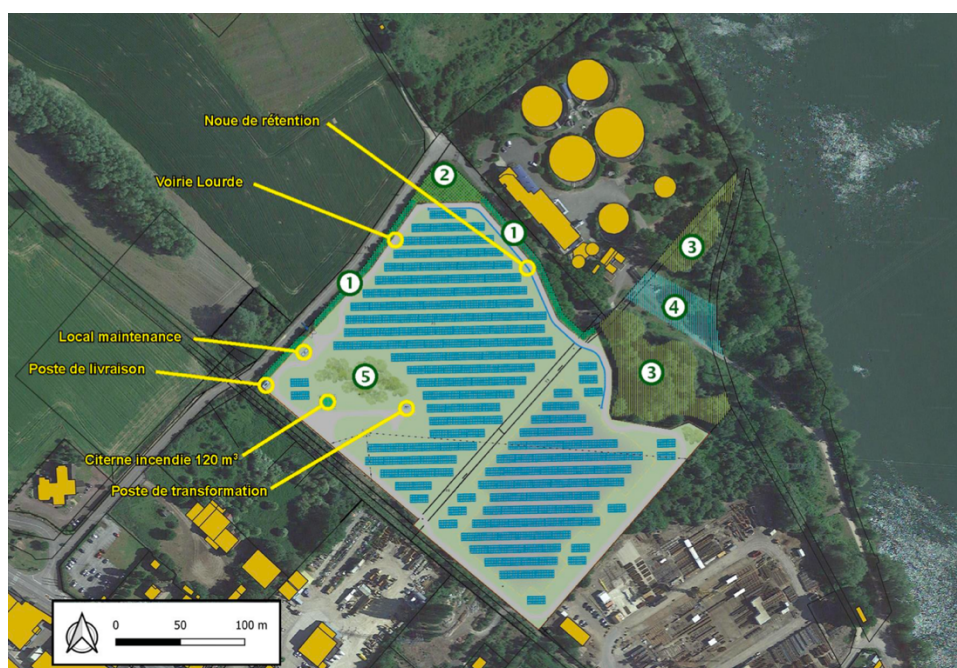 Noue de rétention
2
Voirie Lourde
1
3
1
4
Local maintenance
Poste de livraison
5
3
Citerne incendie 120 m³
Poste de transformation
0 50 100 m